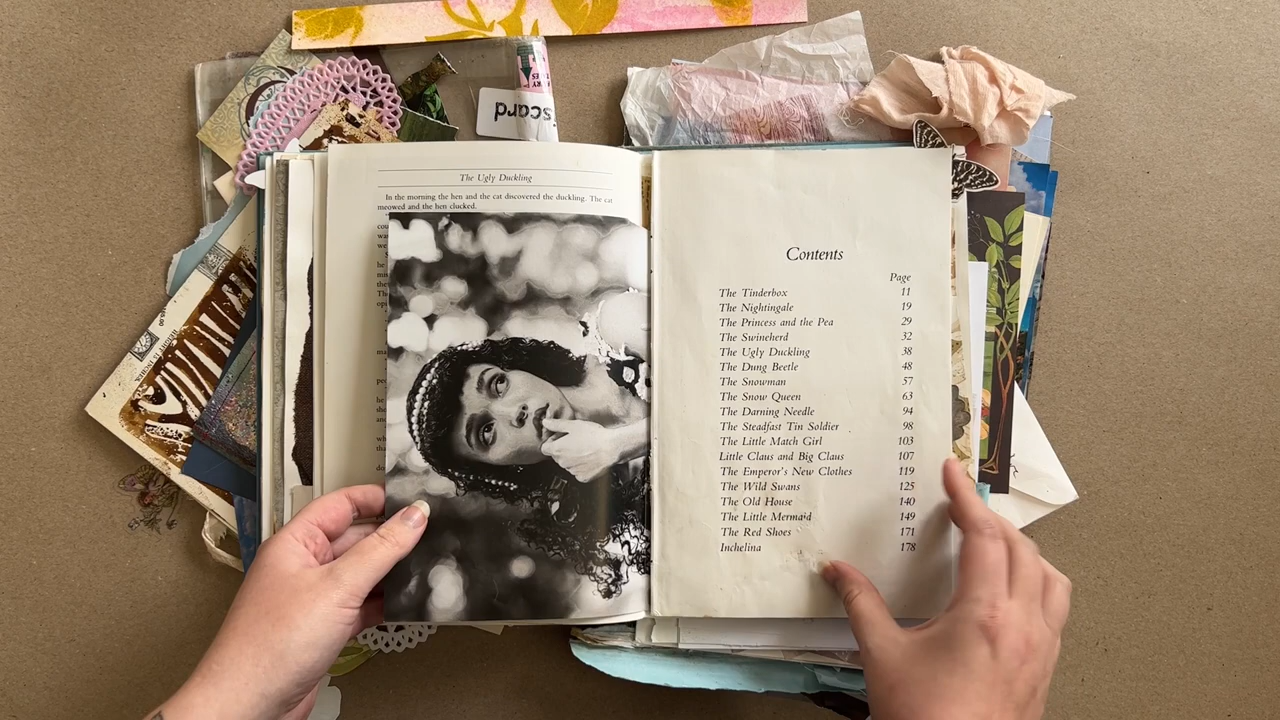 scard
The Ugly Duckling
In the morning the hen and the cat discovered the duckling. The cat
meowed and the hen clucked.
Contents
Page
The Tinderbox 11
The Nightingale 19
The Princess and the Pea 29
The Swineherd 32
The Ugly Duckling 38
The Dung Beetle 48
The Snowman 57
The Snow Queen 63
The Darning Needle 94
The Steadfast Tin Soldier 98
The Little Match Girl 103
Little Claus and Big Claus 107
The Emperor's New Clothes 119
The Wild Swans 125
The Old House 140
The Little Mermaid 149
The Red Shoes 171
Inchelina 178